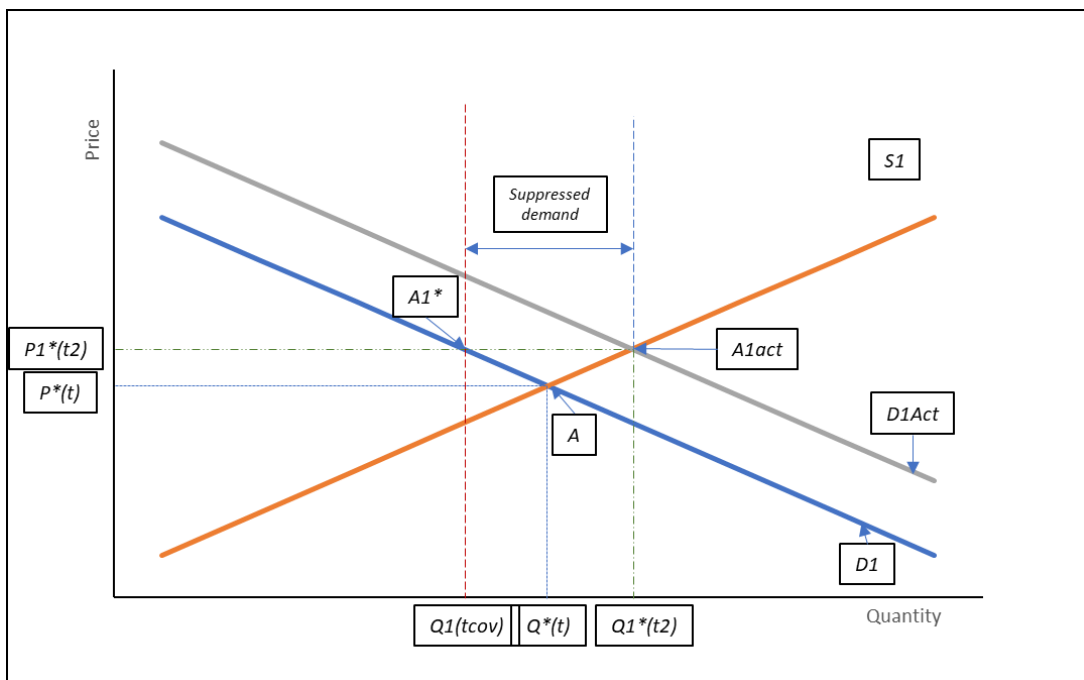 Price
S1
Suppressed
demand
A1*
P1*(t2)
A1act
P*(t)
D1Act
A
D1
Q1(tcov)
Q*(t)
Q1*(t2)
Quantity